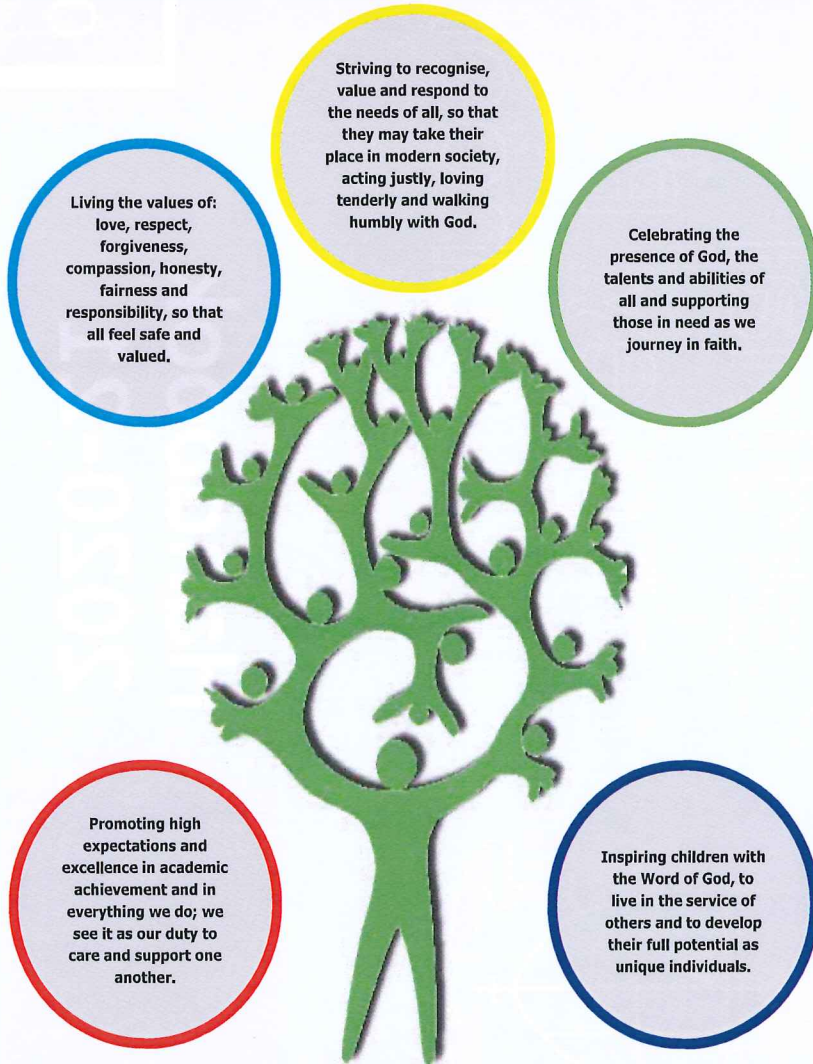 Striving to recognise,
value and respond to
the needs of all, so that
they may take their
place in modern society,
acting justly, loving
tenderly and walking
humbly with God.
Living the values of:
love, respect,
forgiveness,
compassion, honesty,
fairness and
responsibility, so that
all feel safe and
valued.
Celebrating the
presence of God, the
talents and abilities of
all and supporting
those in need as we
journey in faith.
Promoting high
expectations and
excellence in academic
achievement and in
everything we do; we
see it as our duty to
care and support one
another.
Inspiring children with
the Word of God, to
live in the service of
others and to develop
their full potential as
unique individuals.